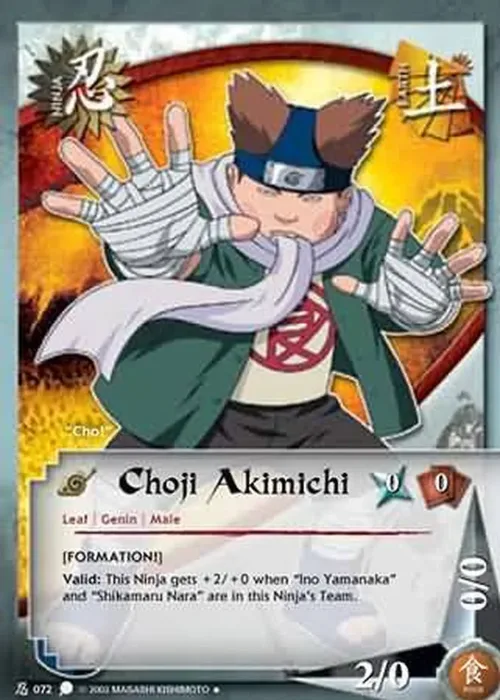 忍
NINJA
EARTH
土
"Cho!"
Choji Akimichi
0
0
Leaf | Genin | Male
[FORMATION!]
Valid: This Ninja gets +2/+0 when "Ino Yamanaka"
and "Shikamaru Nara" are in this Ninja's Team.
0/0
072 © 2002 MASASHI KISHIMOTO
2/0
食